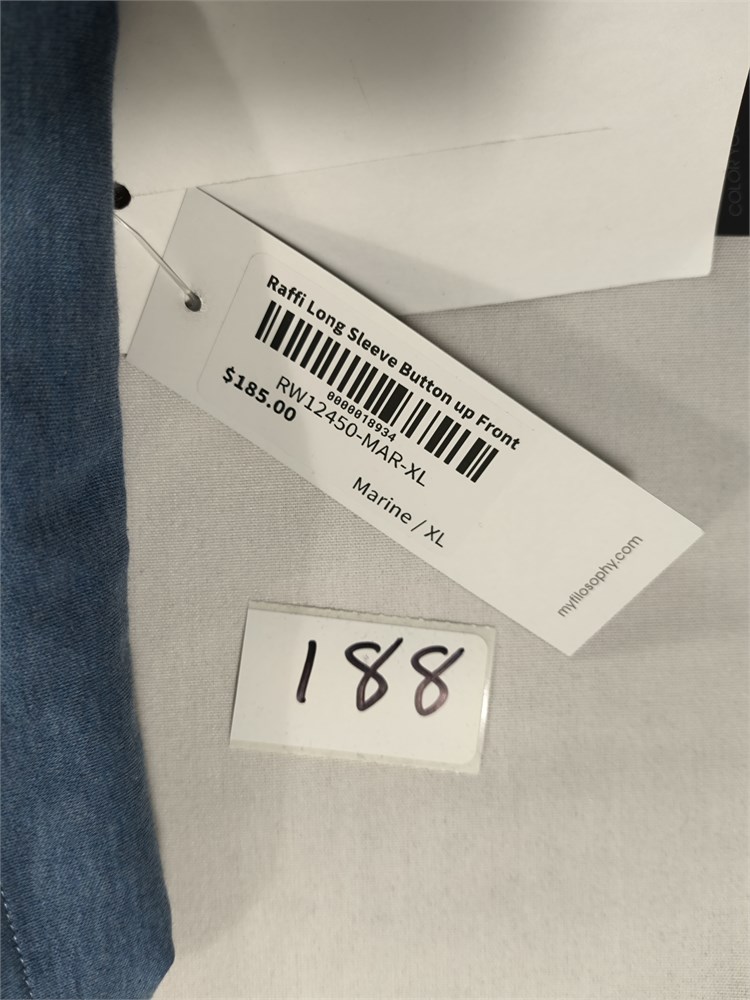 Raffi Long Sleeve Button up Front
0000018934
RW12450-MAR-XL
$185.00
Marine / XL
myfilosophy.com
188